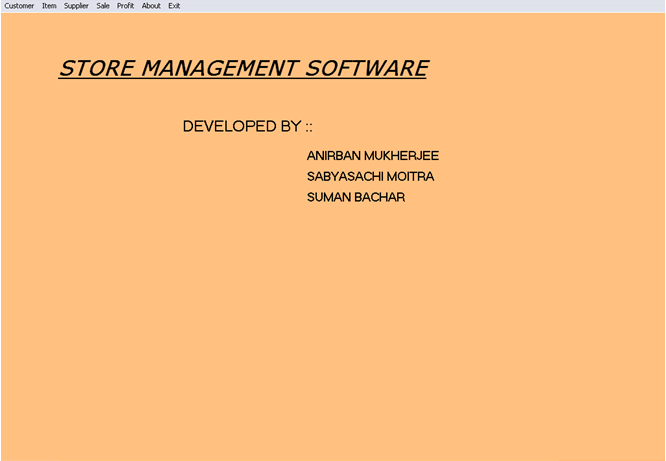 Customer Item Supplier Sale Profit About Exit
STORE MANAGEMENT SOFTWARE
DEVELOPED BY ::
ANIRBAN MUKHERJEE
SABYASACHI MOITRA
SUMAN BACHAR